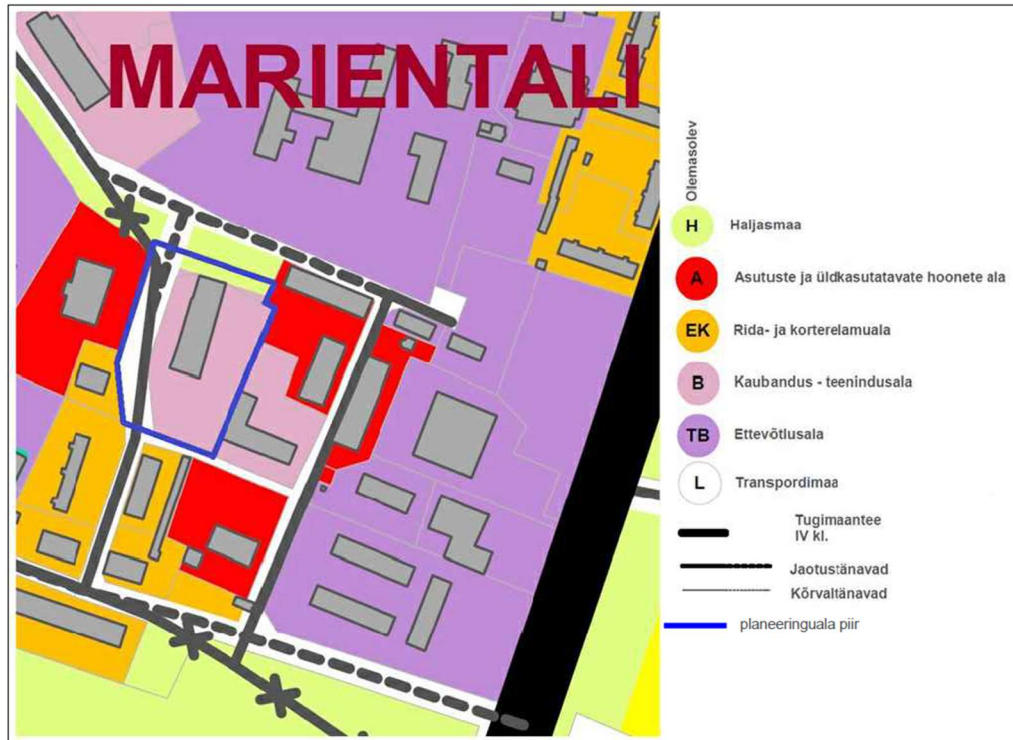 MARIENTALI
Olemasolev
H Haljasmaa
A Asutuste ja üldkasutatavate hoonete ala
EK Rida- ja korterelamuala
B Kaubandus - teenindusala
TB Ettevõtlusala
L Transpordimaa
Tugimaantee
IV kl.
Jaotustänavad
Kõrvaltänavad
planeeringuala piir